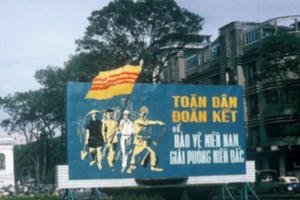 TOÀN DÂN
ĐOÀN KẾT
để
BẢO VỆ MIỀN NAM
GIẢI PHÓNG MIỀN BẮC